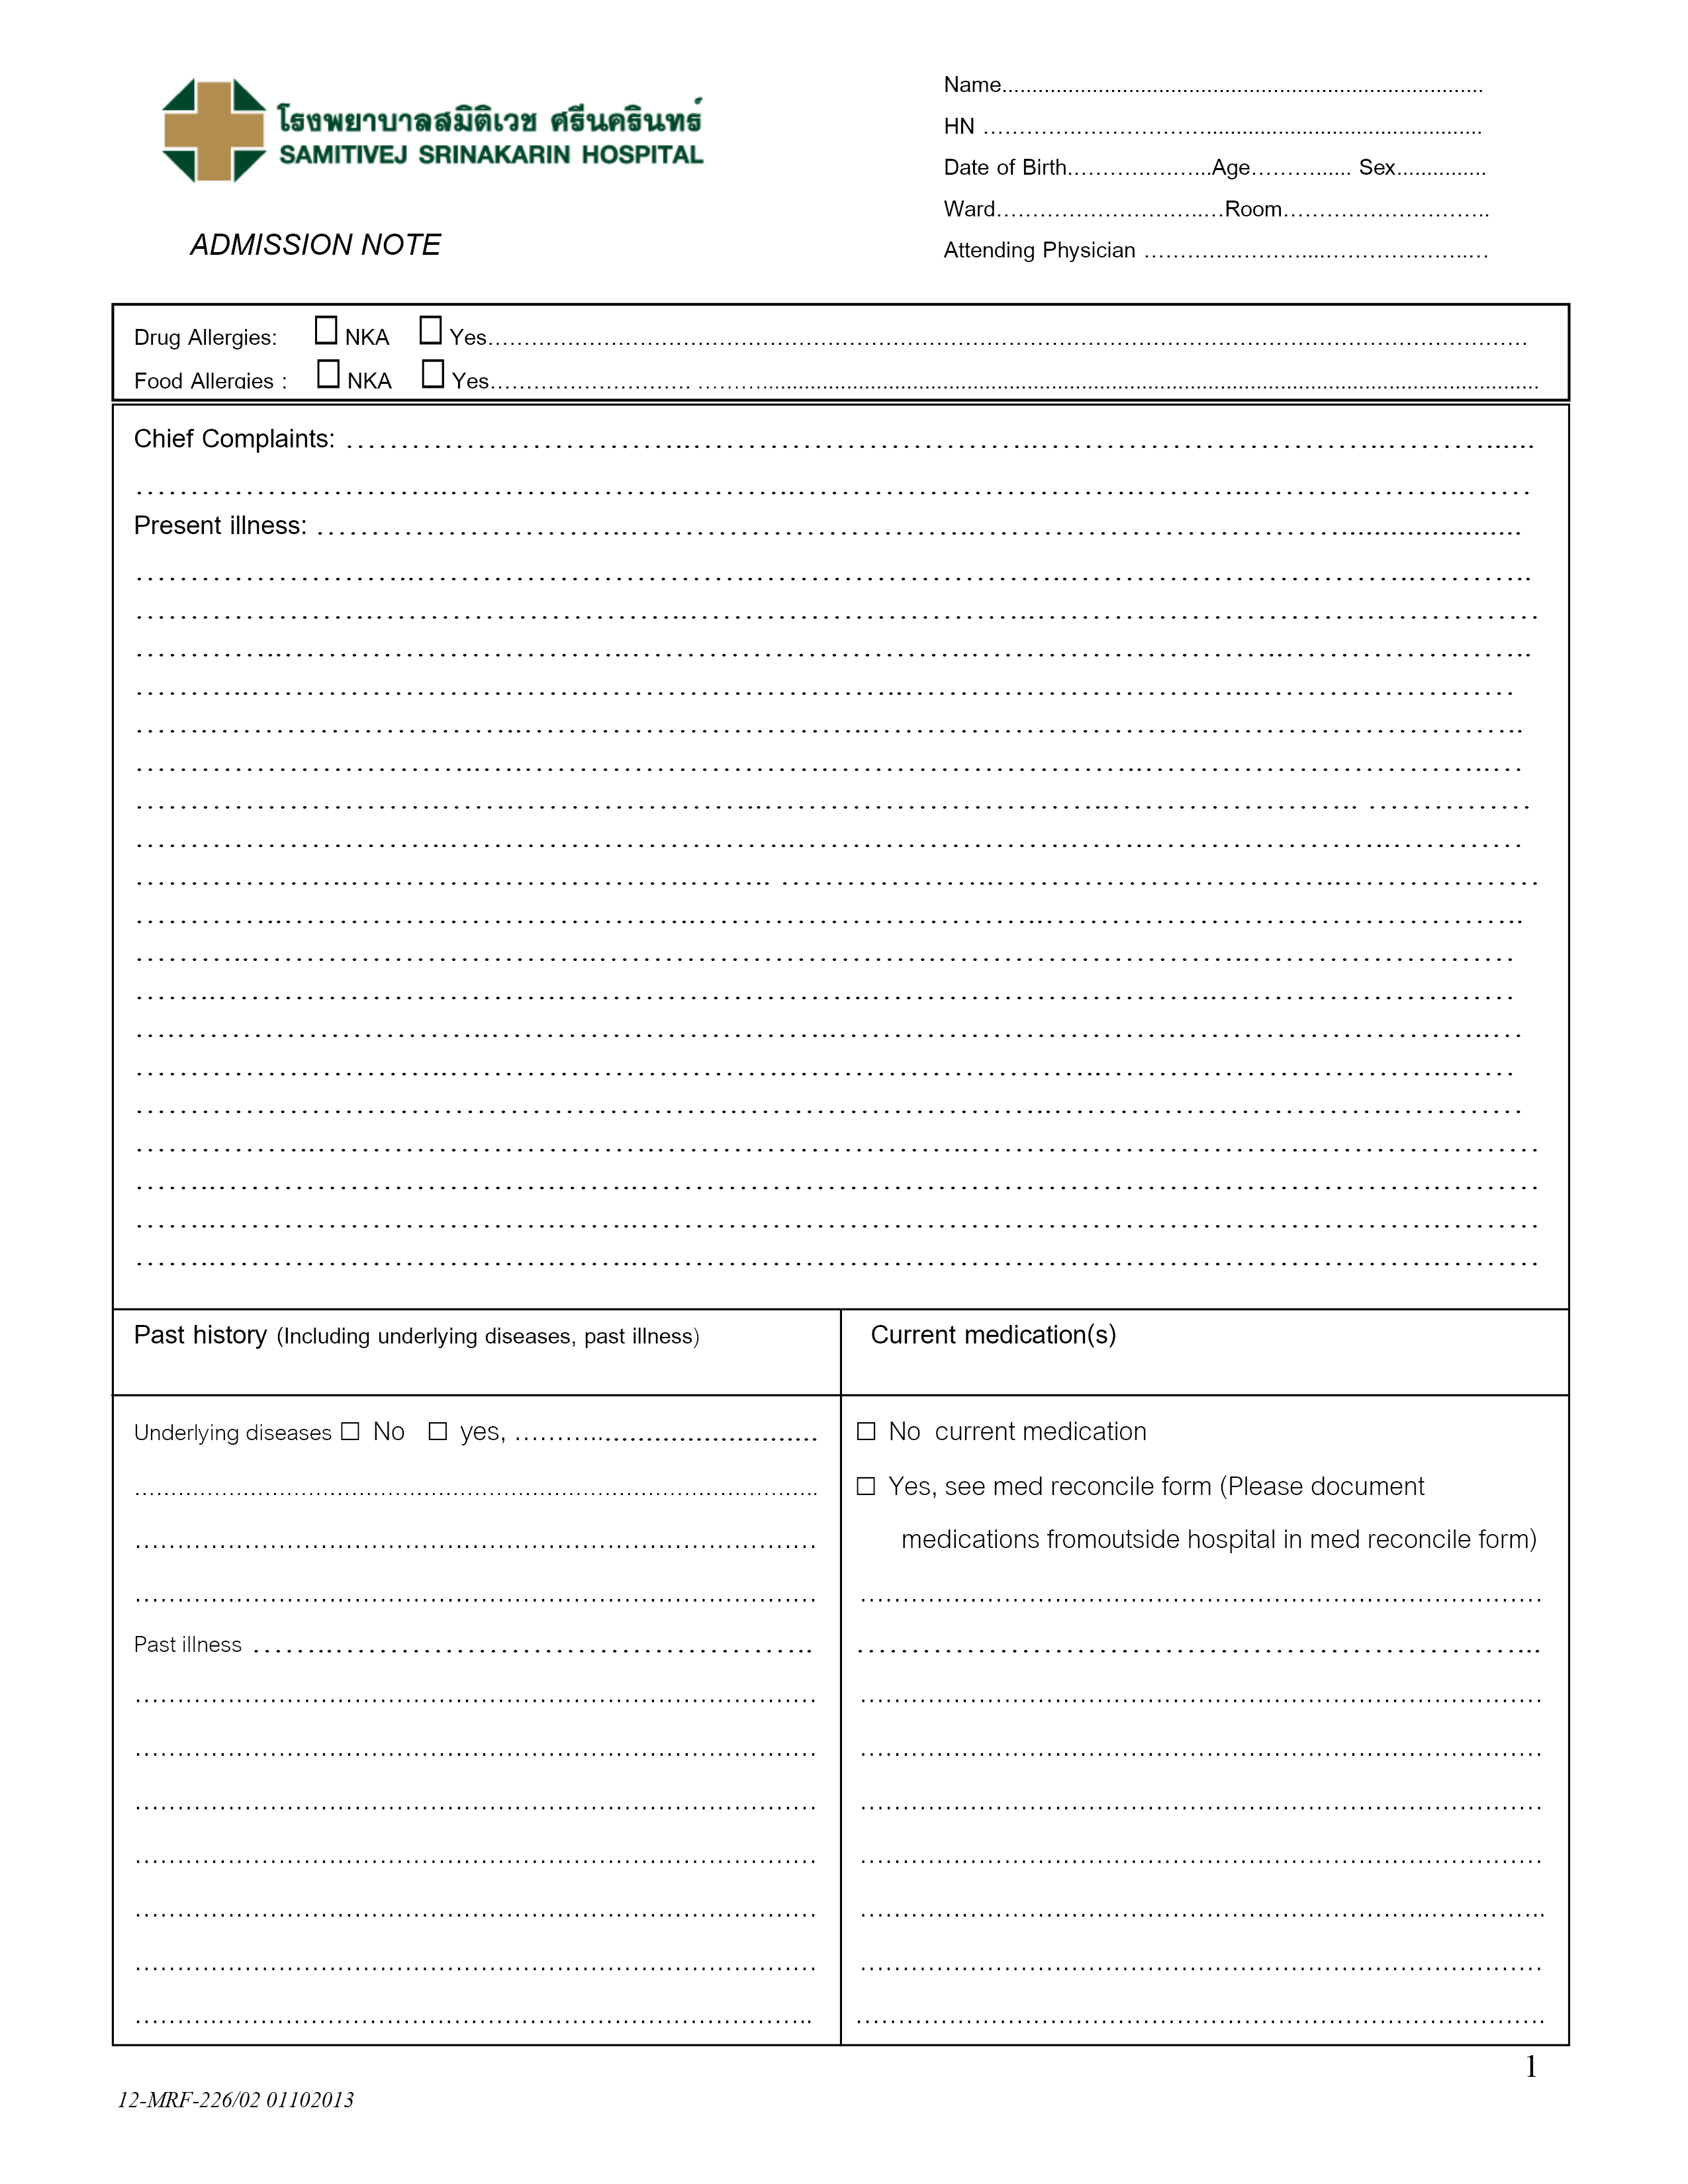 โรงพยาบาลสมิติเวช ศรีนครินทร์
SAMITIVEJ SRINAKARIN HOSPITAL
ADMISSION NOTE
Name................................................................................
HN ..................................................................................
Date of Birth........................Age................ Sex...............
Ward................................Room.............................
Attending Physician ................................................
Drug Allergies: ☐ NKA ☐ Yes................................................................................
Food Allergies : ☐ NKA ☐ Yes................................................................................
Chief Complaints: ................................................................................
Present illness: ................................................................................
Past history (Including underlying diseases, past illness)
Underlying diseases ☐ No ☐ yes, ........................................
Past illness ................................................................
Current medication(s)
☐ No current medication
☐ Yes, see med reconcile form (Please document
medications fromoutside hospital in med reconcile form)
1
12-MRF-226/02 01102013